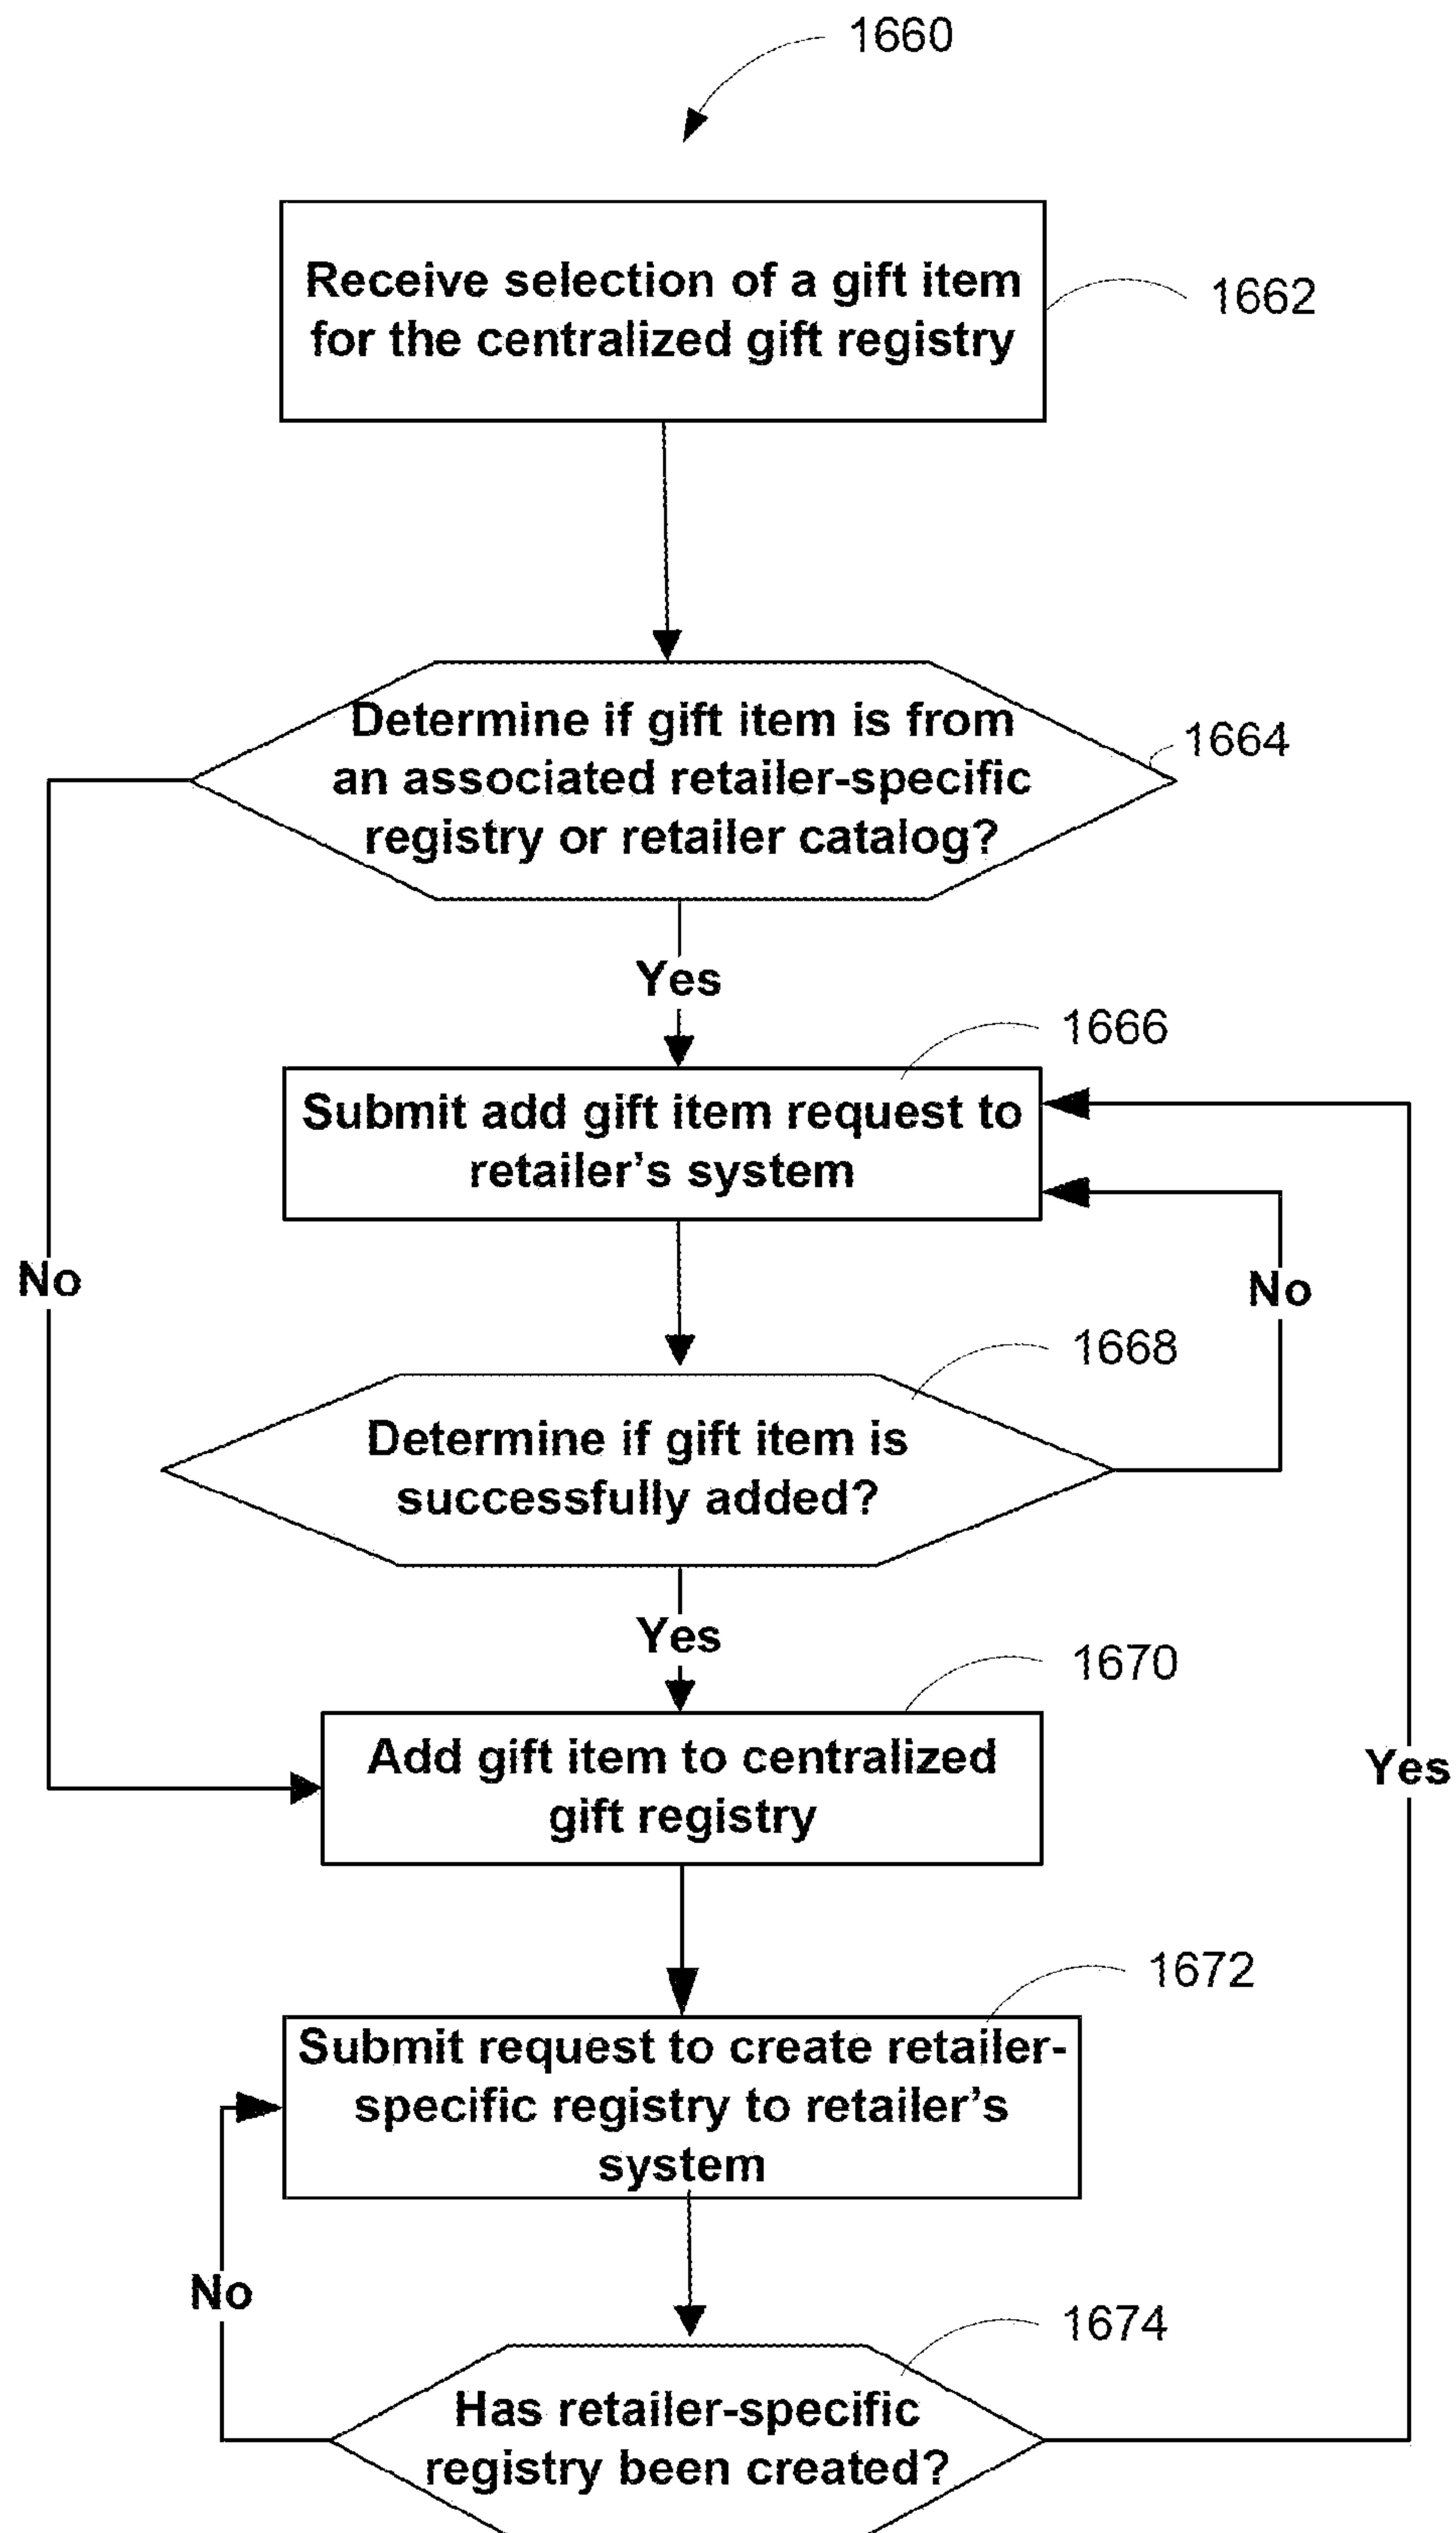 1660
Receive selection of a gift item
for the centralized gift registry
1662
Determine if gift item is from
an associated retailer-specific
registry or retailer catalog?
1664
Yes
1666
Submit add gift item request to
retailer's system
No
No
1668
Determine if gift item is
successfully added?
Yes
1670
Add gift item to centralized
gift registry
Yes
1672
Submit request to create retailer-
specific registry to retailer's
system
No
1674
Has retailer-specific
registry been created?